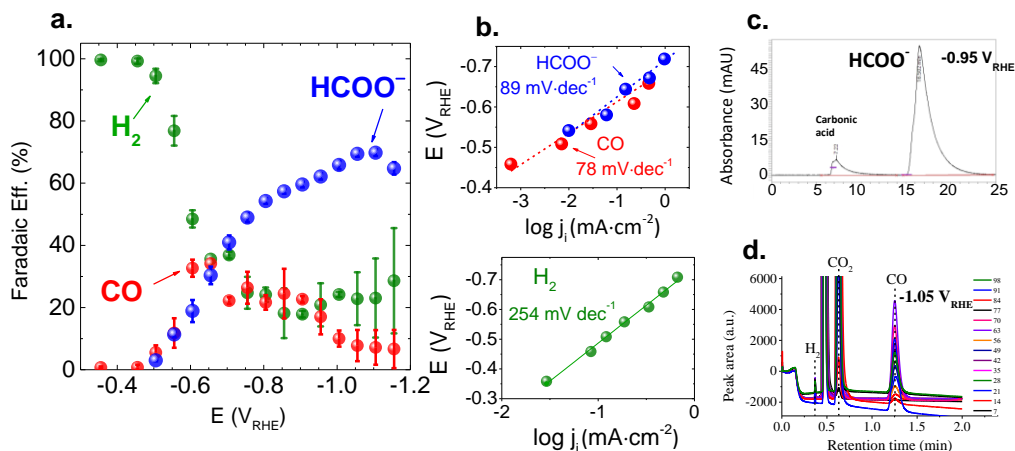 a.
Faradaic Eff. (%)
100
80
60
40
20
0
H2
HCOO⁻
CO
-0.4
-0.6
-0.8
-1.0
-1.2
E (VRHE)
b.
E (VRHE)
-0.7
-0.6
-0.5
-0.4
HCOO⁻
89 mV·dec⁻¹
CO
78 mV·dec⁻¹
-3
-2
-1
0
log ji(mA·cm⁻²)
E (VRHE)
-0.7
-0.6
-0.5
-0.4
-0.3
H2
254 mV dec⁻¹
-2
-1
0
log ji(mA·cm⁻²)
c.
Absorbance (mAU)
45
30
15
0
HCOO⁻
-0.95 VRHE
Carbonic
acid
0
5
10
15
20
25
d.
Peak area (a.u.)
6000
4000
2000
0
-2000
CO2
CO
-1.05 VRHE
H2
98
91
84
77
70
63
56
49
42
35
28
21
14
7
0.0
0.5
1.0
1.5
2.0
Retention time (min)